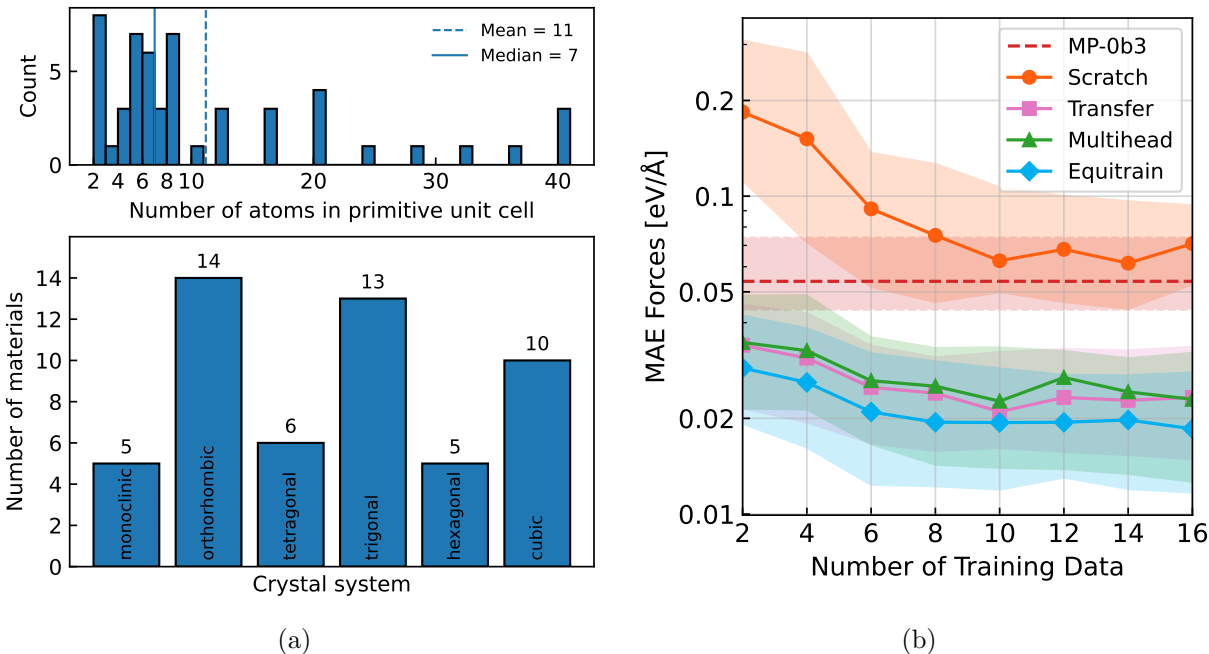 Mean = 11
Median = 7
Count
5
0
2 4 6 8 10 20 30 40
Number of atoms in primitive unit cell
Number of materials
14
12
10
8
6
4
2
0
5
14
6
13
5
10
monoclinic
orthorhombic
tetragonal
trigonal
hexagonal
cubic
Crystal system
(a)
MAE Forces [eV/Å]
0.2
0.1
0.05
0.02
0.01
MP-0b3
Scratch
Transfer
Multihead
Equitrain
2 4 6 8 10 12 14 16
Number of Training Data
(b)